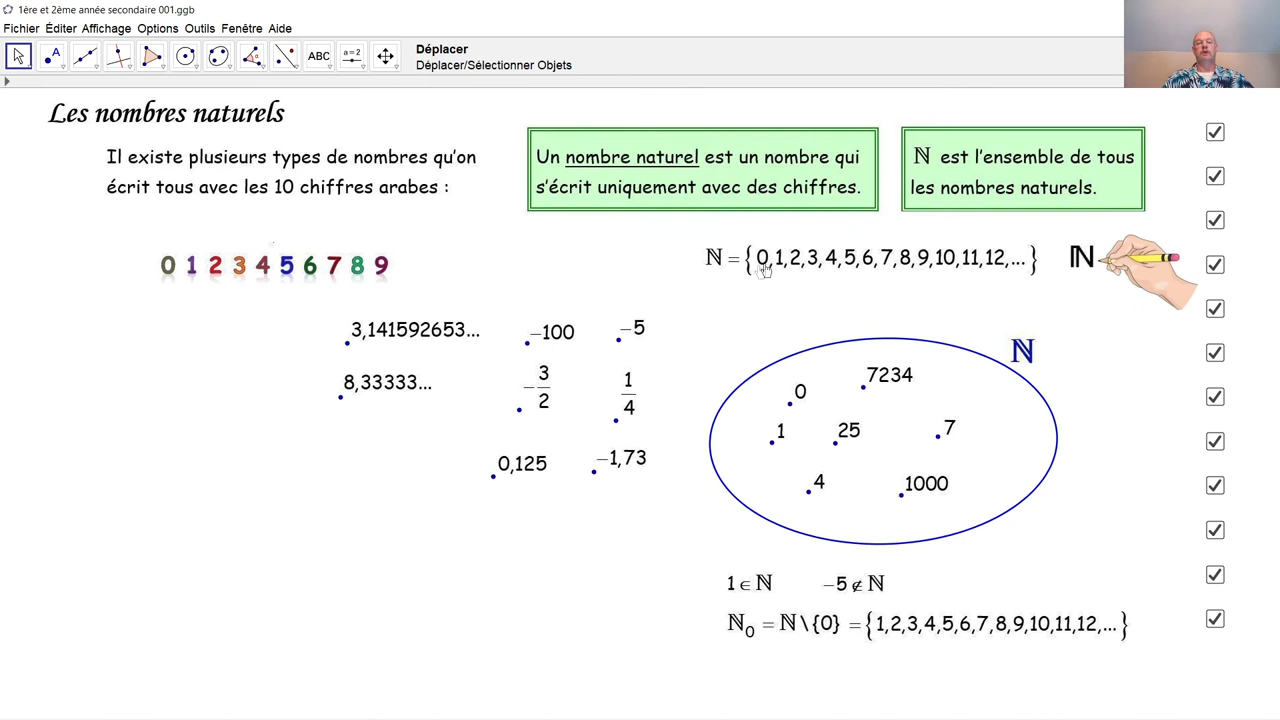 1ère et 2ème année secondaire 001.ggb
Fichier Éditer Affichage Options Outils Fenêtre Aide
A
ABC
a=2
Déplacer
Déplacer/Sélectionner Objets
Les nombres naturels
Il existe plusieurs types de nombres qu'on
écrit tous avec les 10 chiffres arabes :
Un nombre naturel est un nombre qui
s'écrit uniquement avec des chiffres.
ℕ est l'ensemble de tous
les nombres naturels.
0 1 2 3 4 5 6 7 8 9
ℕ = {0,1,2,3,4,5,6,7,8,9,10,11,12,...}
ℕ
3,141592653... −100 −5
8,33333... −3/2 1/4
0,125 −1,73
ℕ
0 7234
1 25 7
4 1000
1 ∈ ℕ −5 ∉ ℕ
ℕ₀ = ℕ \ {0} = {1,2,3,4,5,6,7,8,9,10,11,12,...}